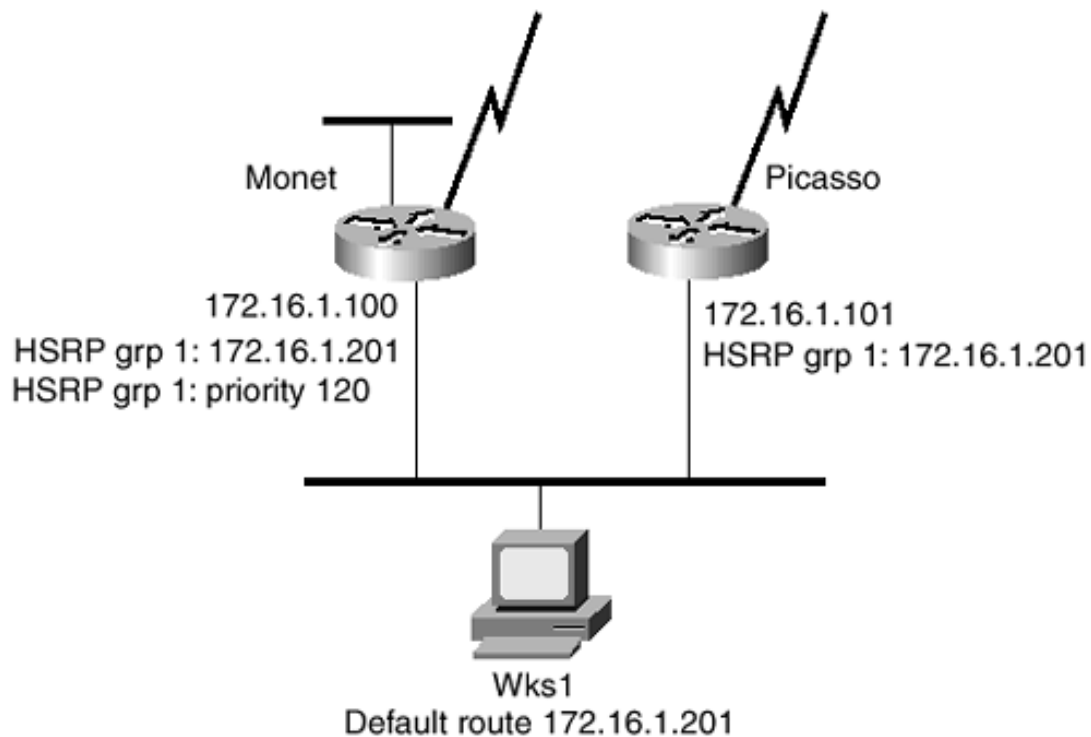 Monet
Picasso
172.16.1.100
HSRP grp 1: 172.16.1.201
HSRP grp 1: priority 120
172.16.1.101
HSRP grp 1: 172.16.1.201
Wks1
Default route 172.16.1.201